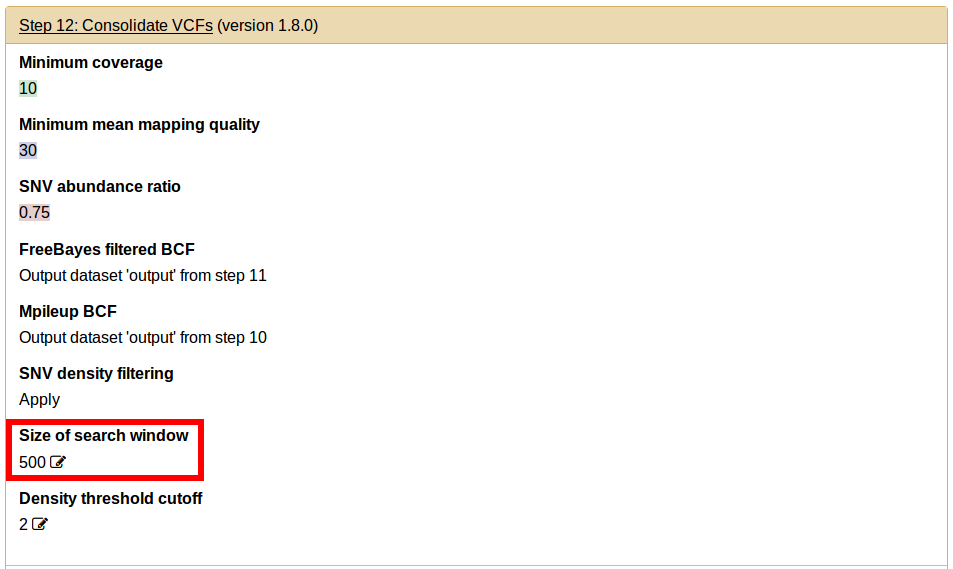 Step 12: Consolidate VCFs (version 1.8.0)
Minimum coverage
10
Minimum mean mapping quality
30
SNV abundance ratio
0.75
FreeBayes filtered BCF
Output dataset 'output' from step 11
Mpileup BCF
Output dataset 'output' from step 10
SNV density filtering
Apply
Size of search window
500
Density threshold cutoff
2